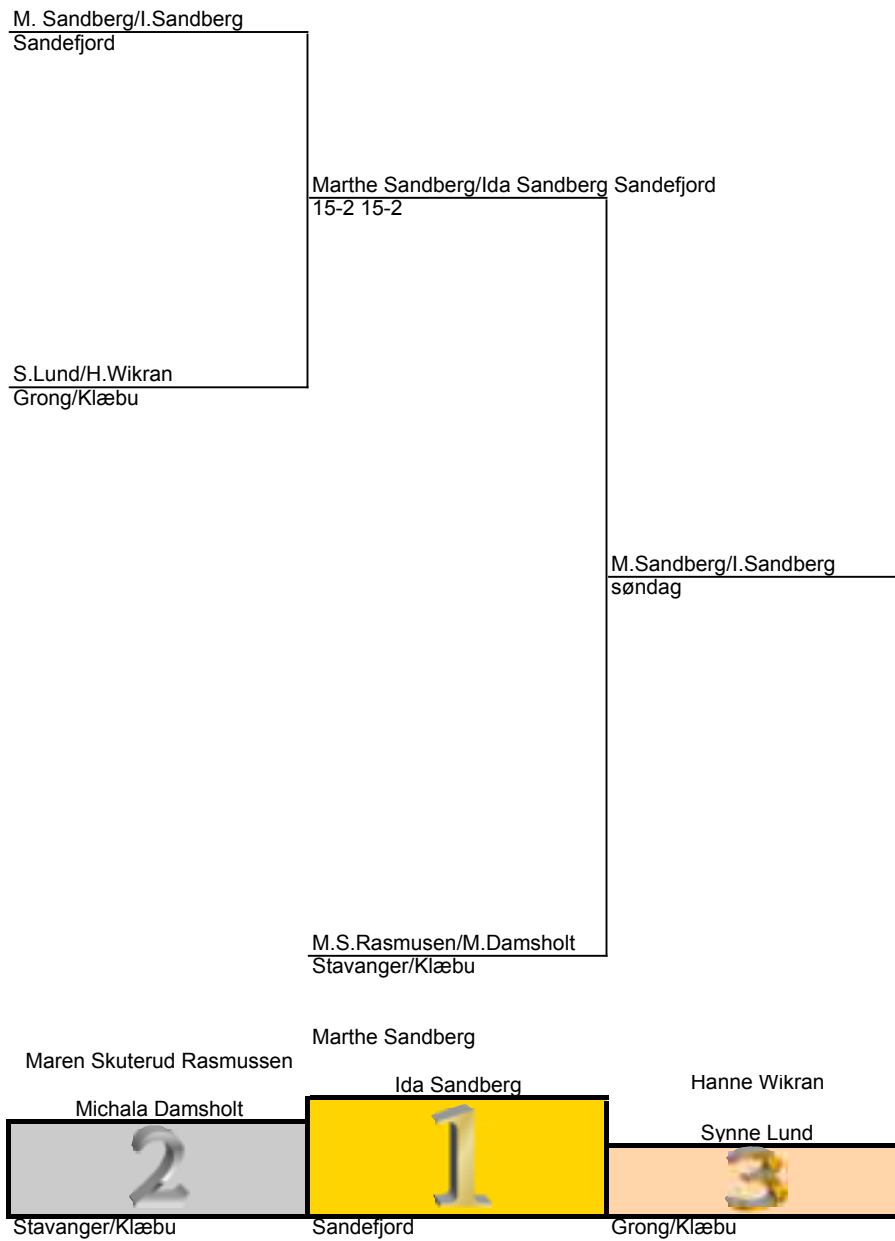 M. Sandberg/I.Sandberg
Sandefjord
Marthe Sandberg/Ida Sandberg Sandefjord
15-2 15-2
S.Lund/H.Wikran
Grong/Klæbu
M.Sandberg/I.Sandberg
søndag
M.S.Rasmusen/M.Damsholt
Stavanger/Klæbu
Marthe Sandberg
Maren Skuterud Rasmussen
Ida Sandberg
Hanne Wikran
Michala Damsholt
Synne Lund
2
1
3
Stavanger/Klæbu
Sandefjord
Grong/Klæbu